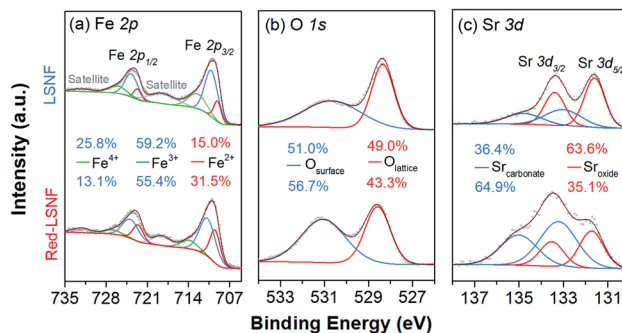 (a) Fe 2p
(b) O 1s
(c) Sr 3d
Fe 2p1/2
Fe 2p3/2
Satellite
Satellite
Sr 3d3/2
Sr 3d5/2
LSNF
Red-LSNF
Intensity (a.u.)
25.8% 59.2% 15.0%
Fe4+ Fe3+ Fe2+
13.1% 55.4% 31.5%
51.0% 49.0%
Osurface Olattice
56.7% 43.3%
36.4% 63.6%
Srcarbonate Sroxide
64.9% 35.1%
735 728 721 714 707
533 531 529 527
137 135 133 131
Binding Energy (eV)